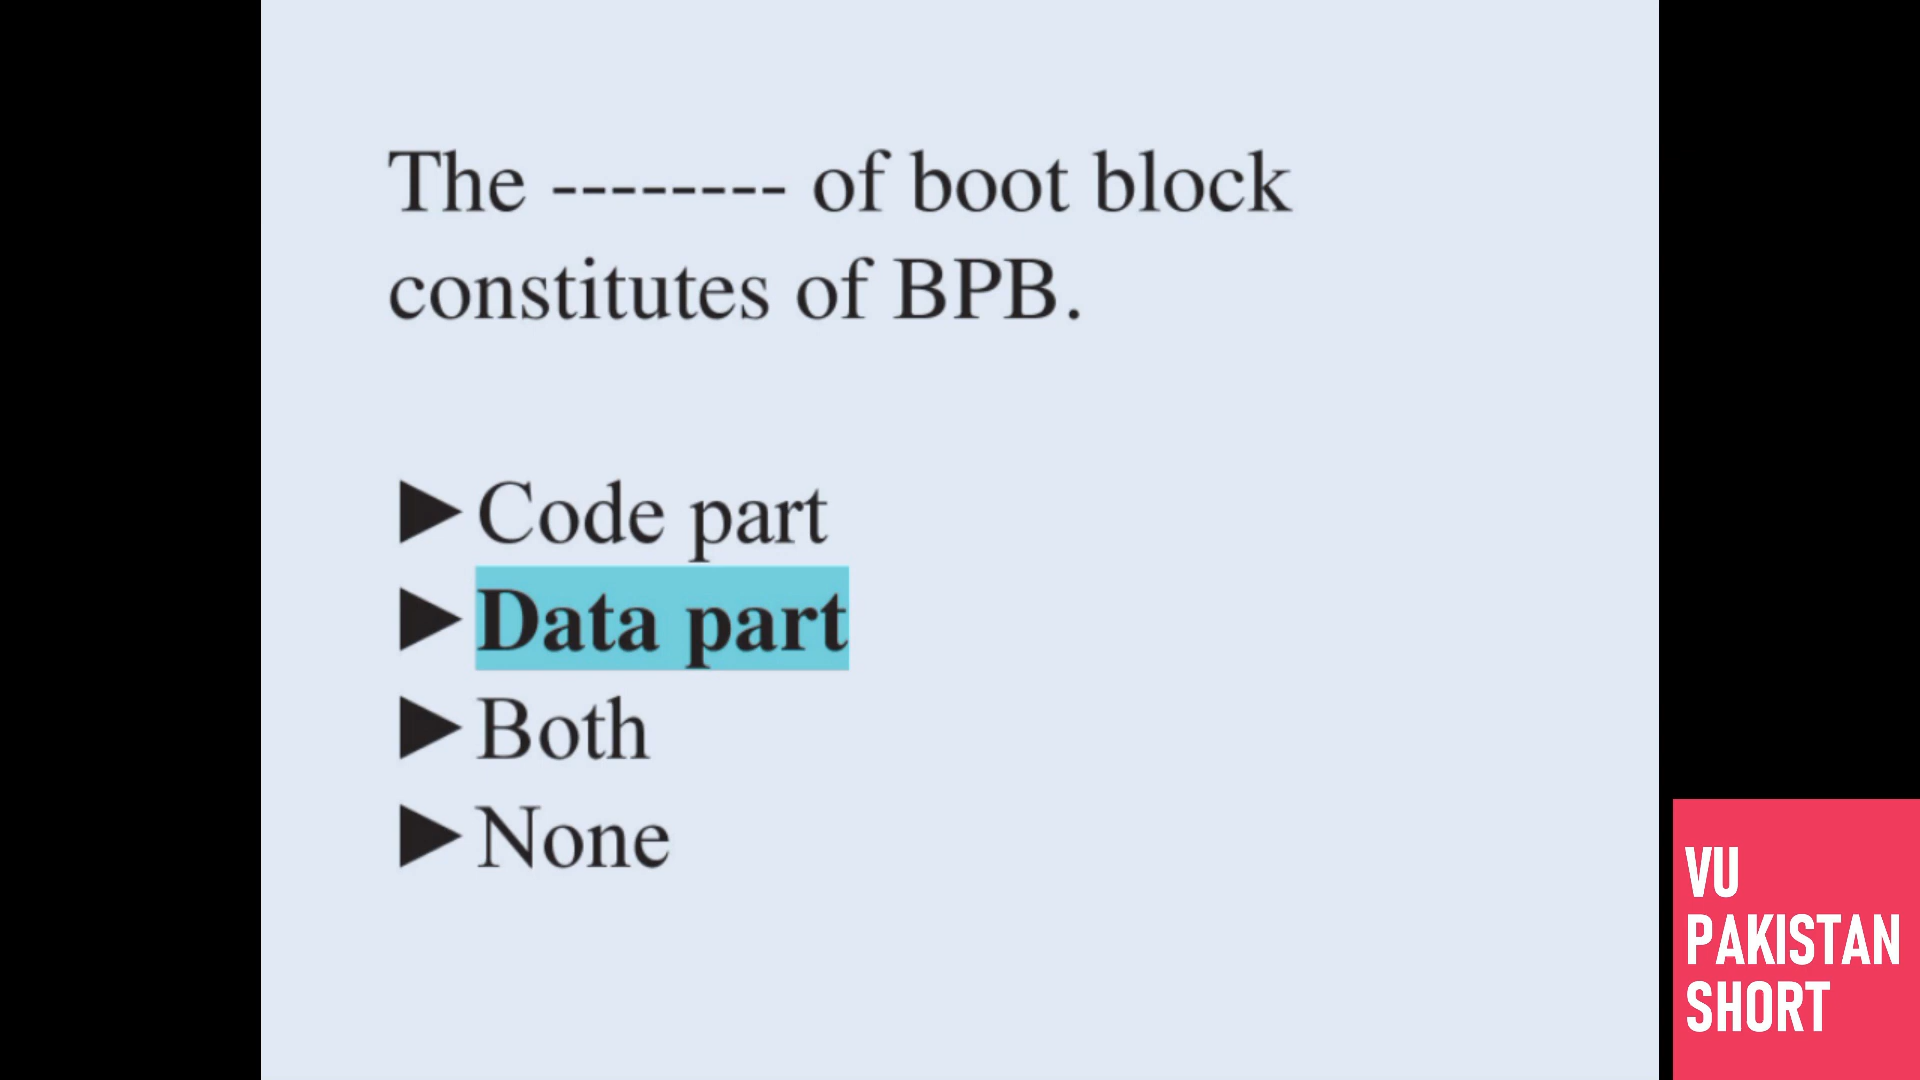 The -------- of boot block
constitutes of BPB.
►Code part
►Data part
►Both
►None
VU
PAKISTAN
SHORT